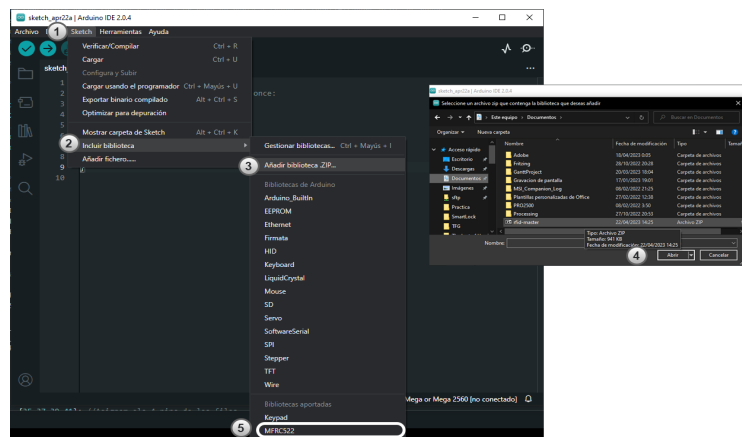 sketch_apr22a | Arduino IDE 2.0.4
Archivo
1
Sketch
Herramientas
Ayuda
Verificar/Compilar Ctrl + R
Cargar Ctrl + U
Configura y Subir
Cargar usando el programador Ctrl + Mayús + U
Exportar binario compilado Alt + Ctrl + S
Optimizar para depuración
Mostrar carpeta de Sketch Alt + Ctrl + K
2
Incluir biblioteca
Añadir fichero......
sketch
1
2
3
4
5
8
9
10
once:
Gestionar bibliotecas... Ctrl + Mayús + I
3
Añadir biblioteca .ZIP...
Bibliotecas de Arduino
Arduino_BuiltIn
EEPROM
Ethernet
Firmata
HID
Keyboard
LiquidCrystal
Mouse
SD
Servo
SoftwareSerial
SPI
Stepper
TFT
Wire
Bibliotecas aportadas
Keypad
5
MFRC522
Mega or Mega 2560 [no conectado]
sketch_apr22a | Arduino IDE 2.0.4
Seleccione un archivo zip que contenga la biblioteca que deseas añadir
Este equipo › Documentos ›
Buscar en Documentos
Organizar
Nueva carpeta
Nombre Fecha de modificación Tipo Tamaño
Acceso rápido
Escritorio
Descargas
Documentos
Imágenes
sftp
Practica
SmartLock
TFG
Adobe 18/04/2023 0:05 Carpeta de archivos
Fritzing 28/10/2022 20:28 Carpeta de archivos
GanttProject 20/03/2023 18:04 Carpeta de archivos
Gravacion de pantalla 17/01/2023 19:01 Carpeta de archivos
MSI_Companion_Log 08/02/2022 21:25 Carpeta de archivos
Plantillas personalizadas de Office 27/02/2022 12:38 Carpeta de archivos
PRO2500 08/02/2022 3:50 Carpeta de archivos
Processing 27/10/2022 20:53 Carpeta de archivos
rfid-master 22/04/2023 14:25 Archivo ZIP
Tipo: Archivo ZIP
Tamaño: 941 KB
Fecha de modificación: 22/04/2023 14:25
Nombre:
4
Abrir
Cancelar